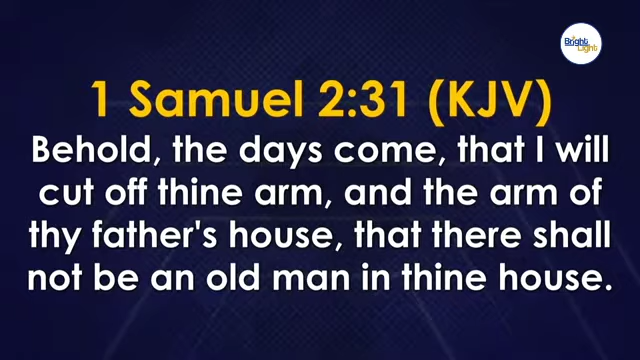 Bright
Light
1 Samuel 2:31 (KJV)
Behold, the days come, that I will
cut off thine arm, and the arm of
thy father's house, that there shall
not be an old man in thine house.